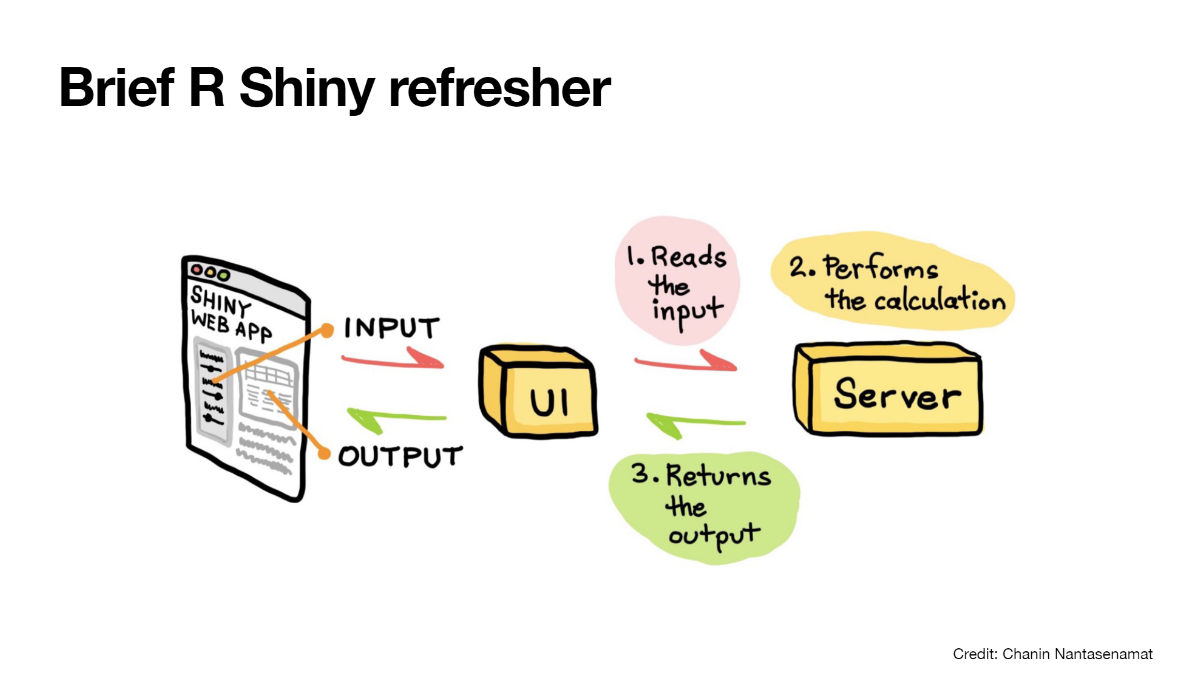 Brief R Shiny refresher
SHINY
WEB APP
INPUT
OUTPUT
UI
1. Reads
the
input
2. Performs
the calculation
Server
3. Returns
the
output
Credit: Chanin Nantasenamat